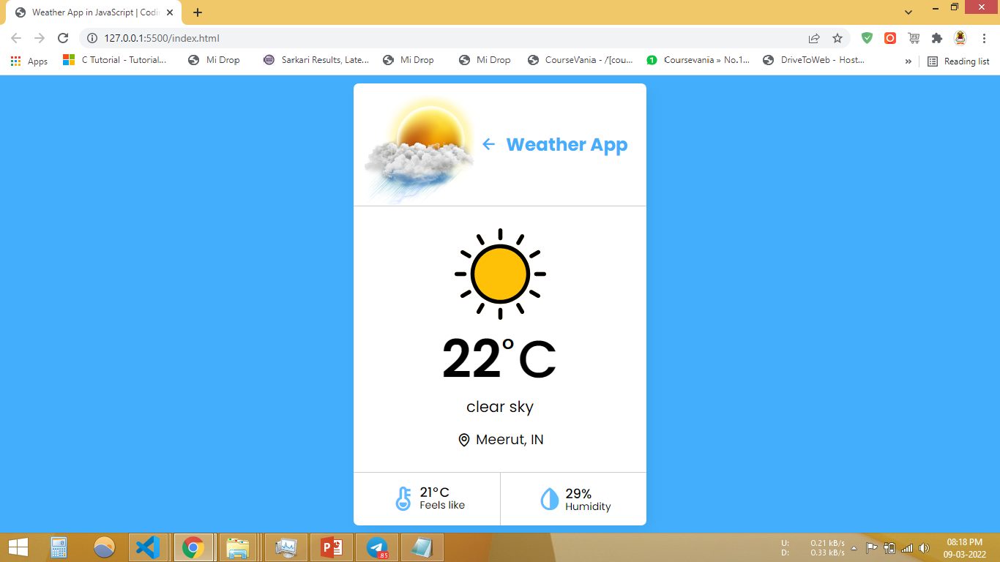 Weather App in JavaScript | Codi
127.0.0.1:5500/index.html
Apps C Tutorial - Tutorial... Mi Drop Sarkari Results, Late... Mi Drop Mi Drop CourseVania - /[cou... Coursevania » No.1... DriveToWeb - Host... » Reading list
Weather App
22°C
clear sky
Meerut, IN
21°C
Feels like
29%
Humidity
U: 0.21 kB/s
D: 0.33 kB/s
.85
08:18 PM
09-03-2022